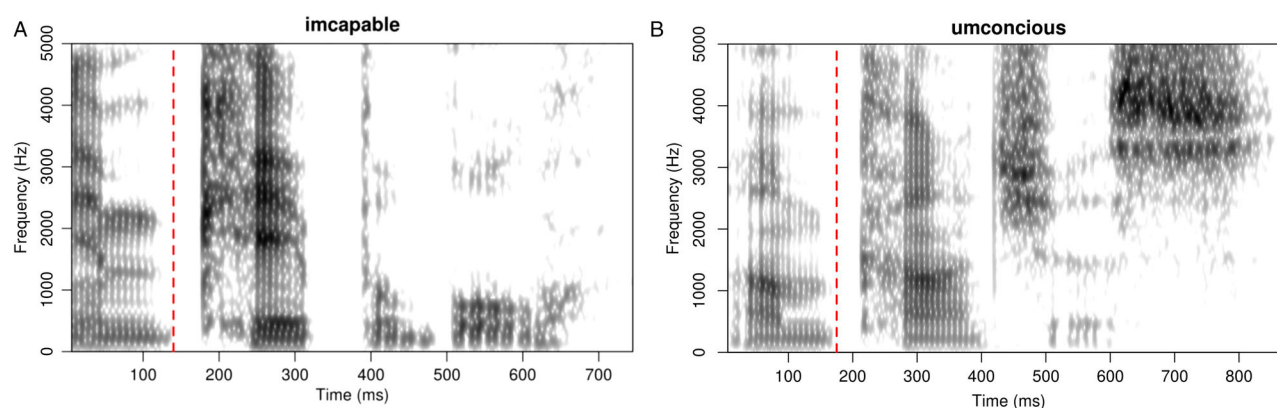 A
imcapable
Frequency (Hz)
5000
4000
3000
2000
1000
0
100 200 300 400 500 600 700
Time (ms)
B
umconcious
Frequency (Hz)
5000
4000
3000
2000
1000
0
100 200 300 400 500 600 700 800
Time (ms)